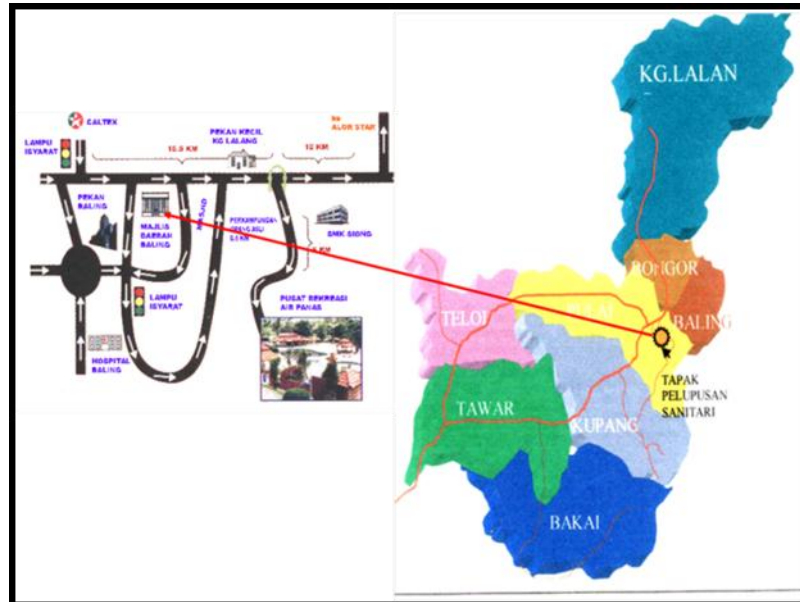 KE
ALOR STAR
CALTEX
LAMPU
ISYARAT
PEKAN KECIL
KG LALANG
10.5 KM
12 KM
PEKAN
BALING
MAJLIS
DAERAH
BALING
MASJID
PERKAMPUNGAN
SMK SIONG
LAMPU
ISYARAT
PUSAT REKREASI
AIR PANAS
HOSPITAL
BALING
KG.LALAN
BONGOR
BALING
TELOI
TAWAR
KUPANG
BAKAI
TAPAK
PELUPUSAN
SANITARI